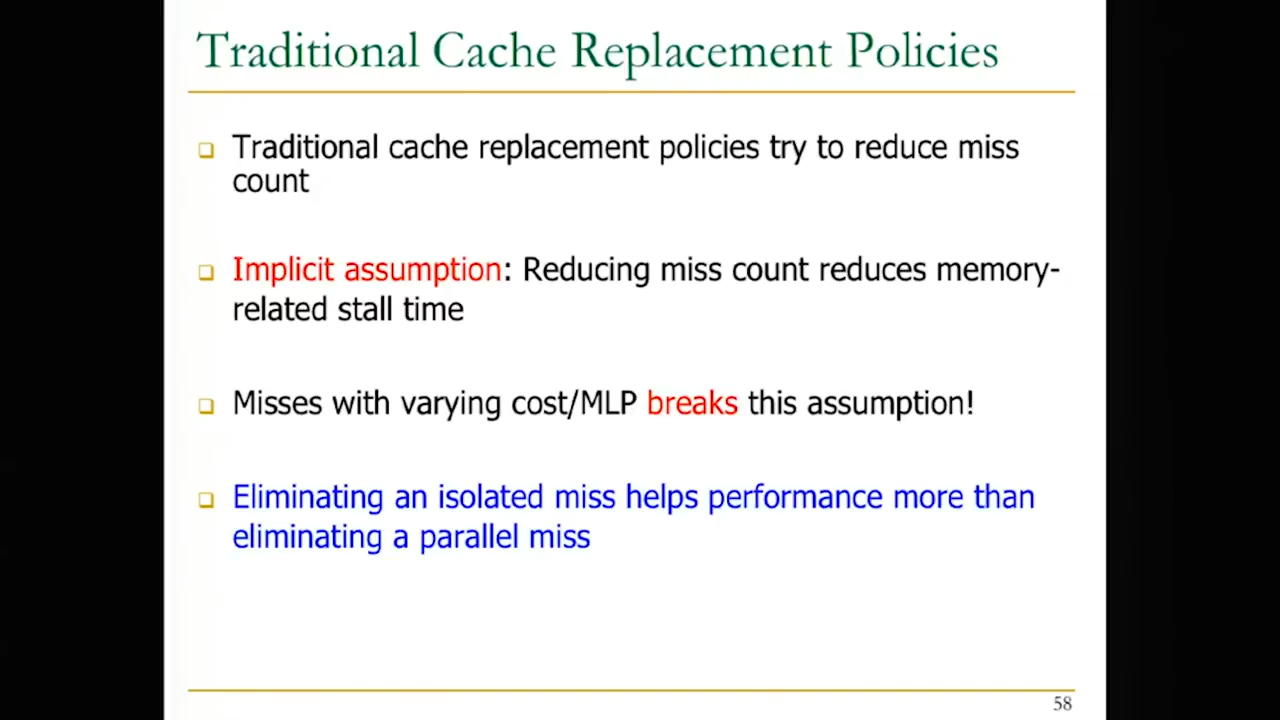 Traditional Cache Replacement Policies
Traditional cache replacement policies try to reduce miss
count
Implicit assumption: Reducing miss count reduces memory-
related stall time
Misses with varying cost/MLP breaks this assumption!
Eliminating an isolated miss helps performance more than
eliminating a parallel miss
58